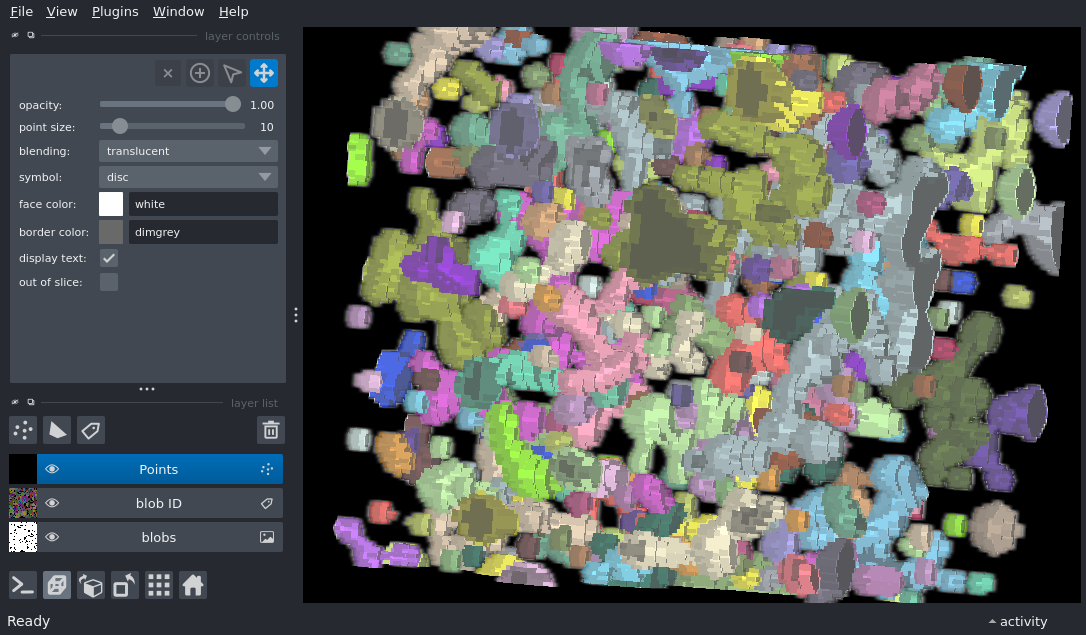 File View Plugins Window Help
layer controls
opacity: 1.00
point size: 10
blending: translucent
symbol: disc
face color: white
border color: dimgrey
display text:
out of slice:
layer list
Points
blob ID
blobs
Ready
activity